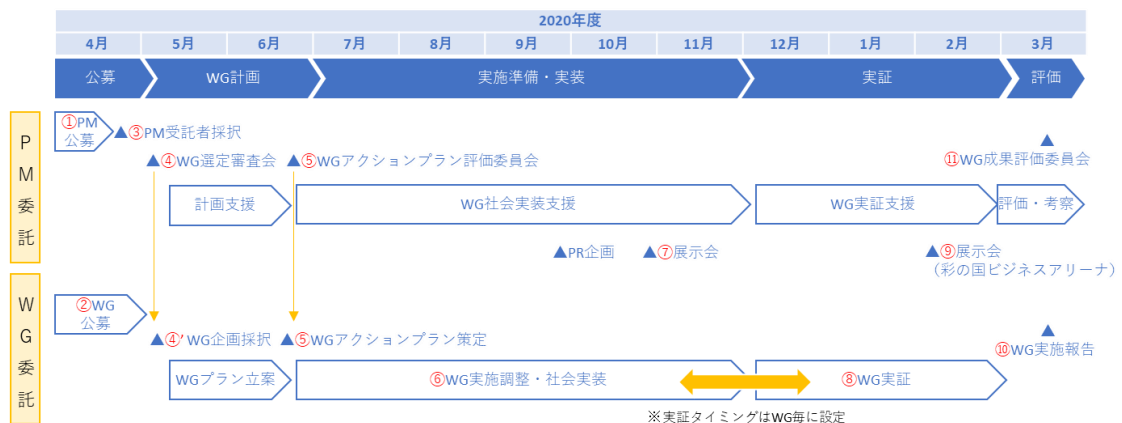 2020年度
4月 5月 6月 7月 8月 9月 10月 11月 12月 1月 2月 3月
公募 WG計画 実施準備・実装 実証 評価
PM委託
①PM
公募
▲③PM受託者採択
▲④WG選定審査会 ▲⑤WGアクションプラン評価委員会
▲
⑪WG成果評価委員会
計画支援 WG社会実装支援 WG実証支援 評価・考察
▲PR企画 ▲⑦展示会 ▲⑨展示会
（彩の国ビジネスアリーナ）
WG委託
②WG
公募
▲④’WG企画採択 ▲⑤WGアクションプラン策定
▲
⑩WG実施報告
WGプラン立案 ⑥WG実施調整・社会実装 ⑧WG実証
※実証タイミングはWG毎に設定